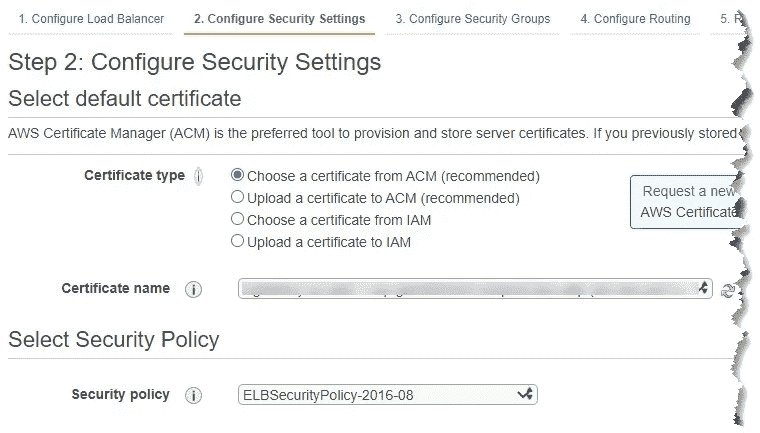 1. Configure Load Balancer 2. Configure Security Settings 3. Configure Security Groups 4. Configure Routing 5. R
Step 2: Configure Security Settings
Select default certificate
AWS Certificate Manager (ACM) is the preferred tool to provision and store server certificates. If you previously stored
Certificate type i Choose a certificate from ACM (recommended)
Upload a certificate to ACM (recommended)
Choose a certificate from IAM
Upload a certificate to IAM
Request a new
AWS Certificate
Certificate name i
Select Security Policy
Security policy i ELBSecurityPolicy-2016-08